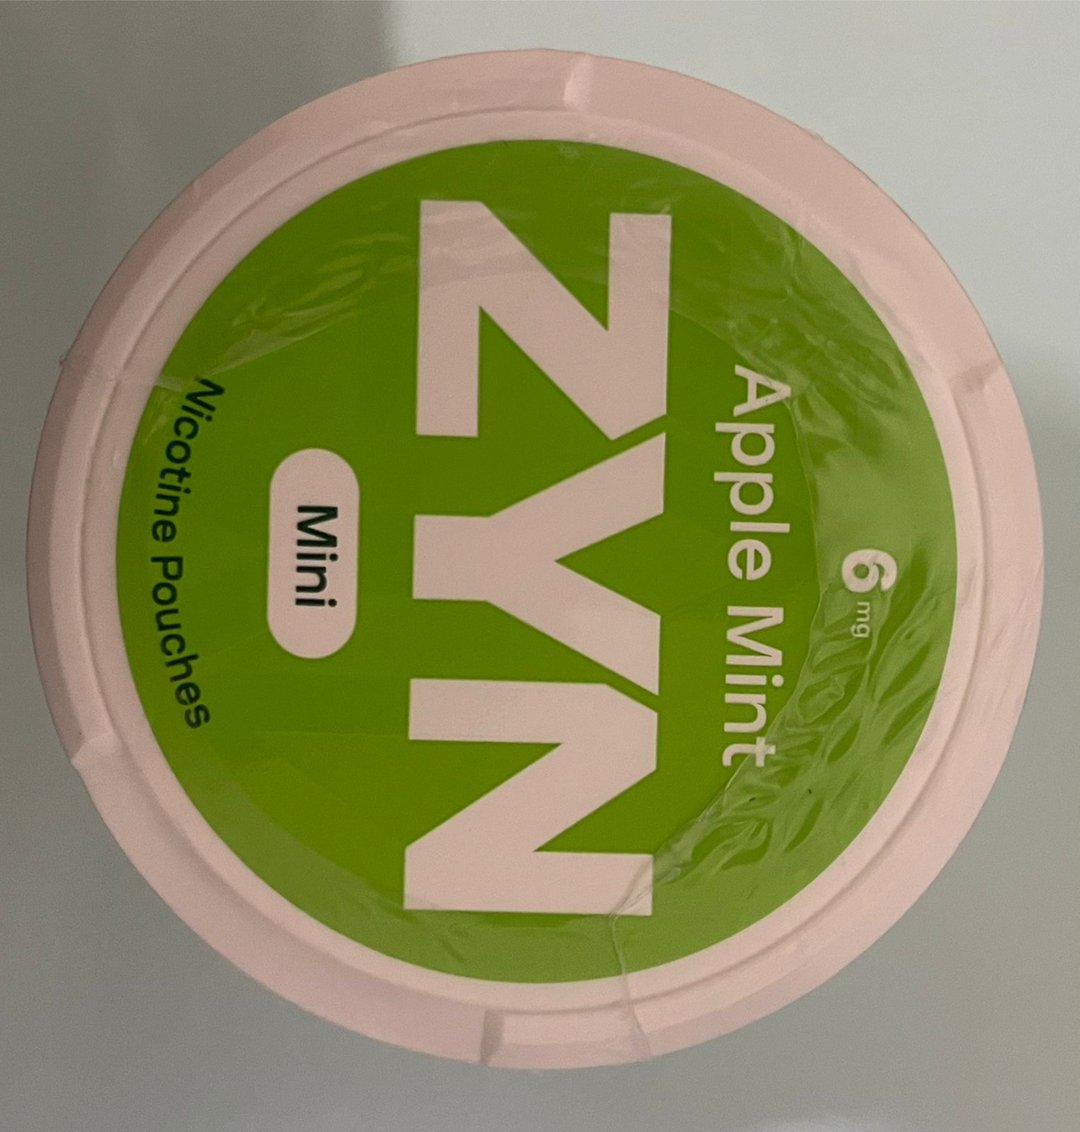 6 mg
Apple Mint
ZYN
Mini
Nicotine Pouches